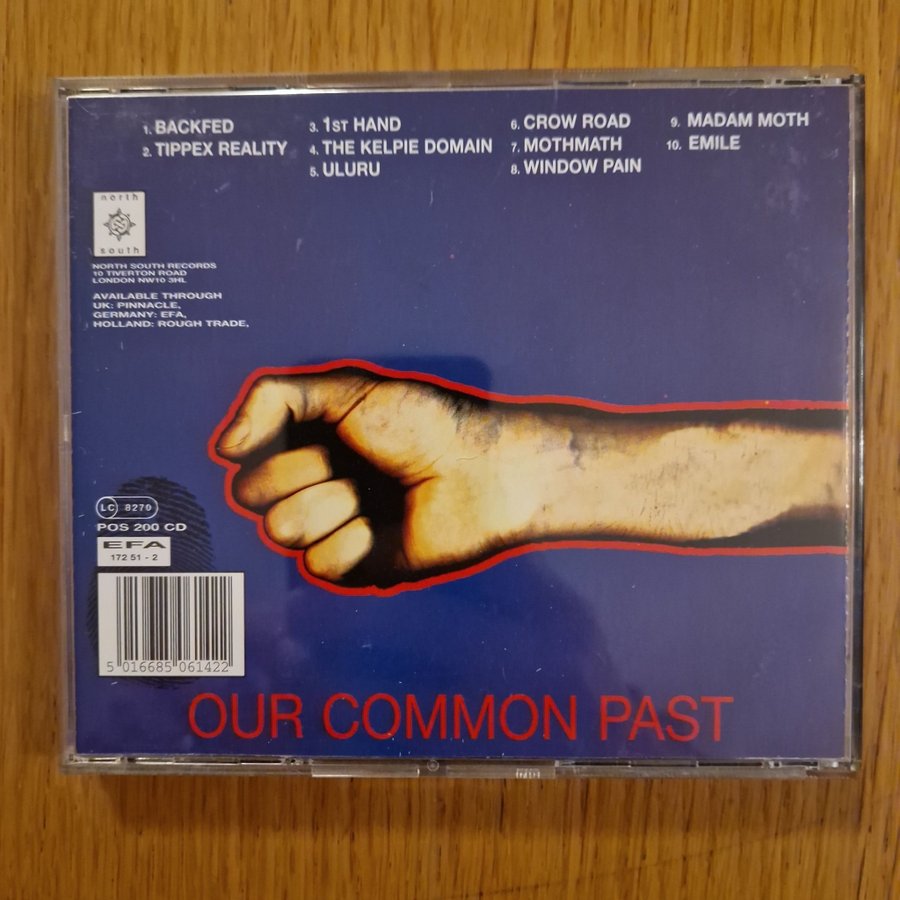 1. BACKFED
2. TIPPEX REALITY
3. 1ST HAND
4. THE KELPIE DOMAIN
5. ULURU
6. CROW ROAD
7. MOTHMATH
8. WINDOW PAIN
9. MADAM MOTH
10. EMILE
north
south
NORTH SOUTH RECORDS
10 TIVERTON ROAD
LONDON NW10 3HL
AVAILABLE THROUGH
UK: PINNACLE,
GERMANY: EFA,
HOLLAND: ROUGH TRADE,
LC 8270
POS 200 CD
EFA
172 51 - 2
5 016685 061422
OUR COMMON PAST